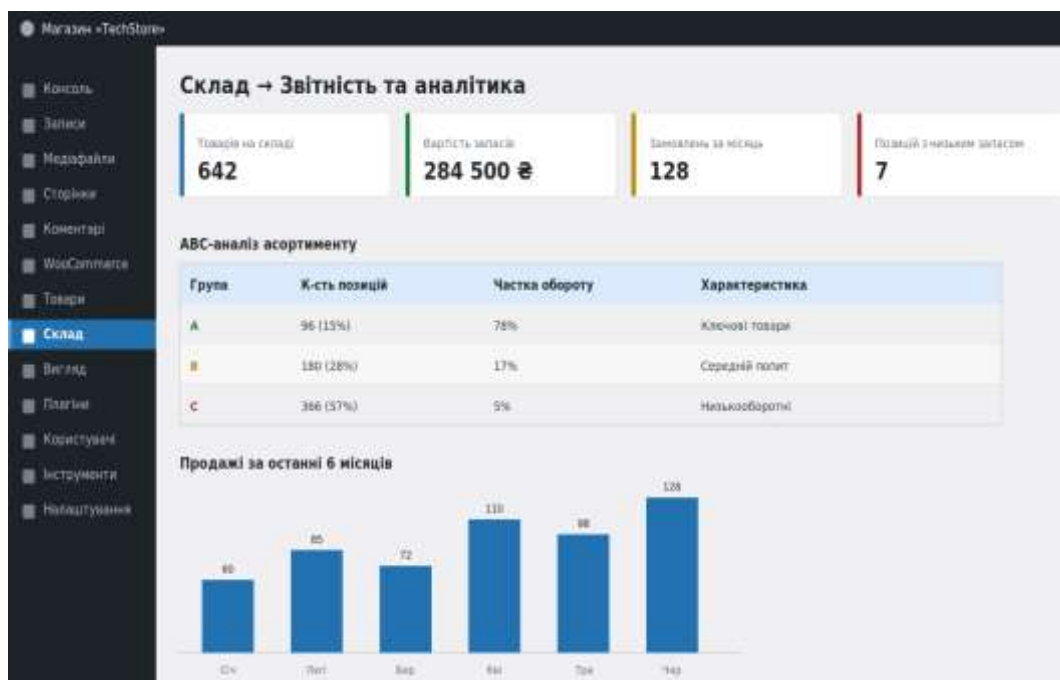 Магазин «TechStore»
Консоль
Записи
Медіафайли
Сторінки
Коментарі
WooCommerce
Товари
Склад
Вигляд
Плагіни
Користувачі
Інструменти
Налаштування
Склад → Звітність та аналітика
Товарів на складі
642
Вартість запасів
284 500 ₴
Замовлень за місяць
128
Позицій з низьким запасом
7
ABC-аналіз асортименту
Група К-сть позицій Частка обороту Характеристика
A 96 (15%) 78% Ключові товари
B 180 (28%) 17% Середній попит
C 366 (57%) 5% Низькооборотні
Продажі за останні 6 місяців
60 85 72 110 98 128
Січ Лют Бер Кві Тра Чер